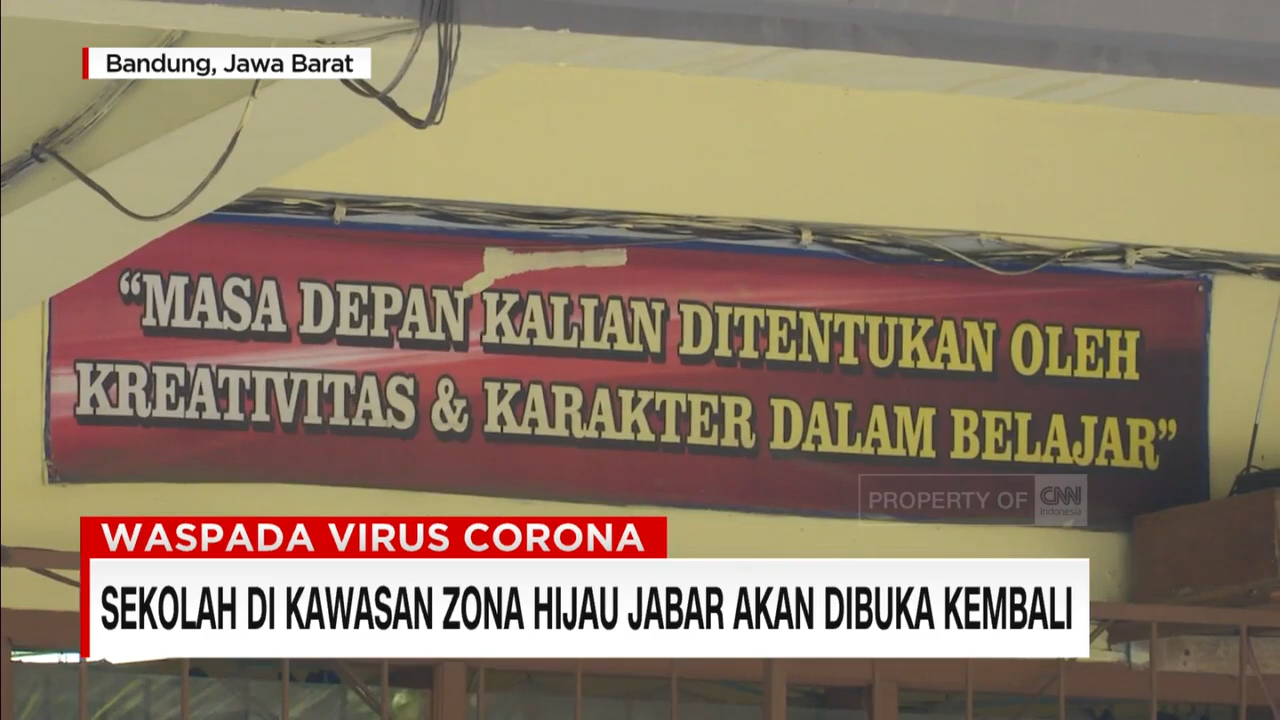 Bandung, Jawa Barat
“MASA DEPAN KALIAN DITENTUKAN OLEH
KREATIVITAS & KARAKTER DALAM BELAJAR”
PROPERTY OF CNN
Indonesia
WASPADA VIRUS CORONA
SEKOLAH DI KAWASAN ZONA HIJAU JABAR AKAN DIBUKA KEMBALI